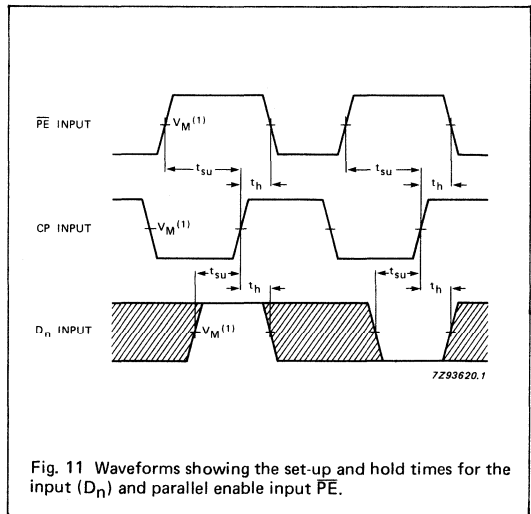 P̅E̅ INPUT
V_M(1)
t_su
t_h
t_su
t_h
CP INPUT
V_M(1)
t_su
t_h
t_su
t_h
D_n INPUT
V_M(1)
7Z93620.1
Fig. 11 Waveforms showing the set-up and hold times for the
input (D_n) and parallel enable input P̅E̅.